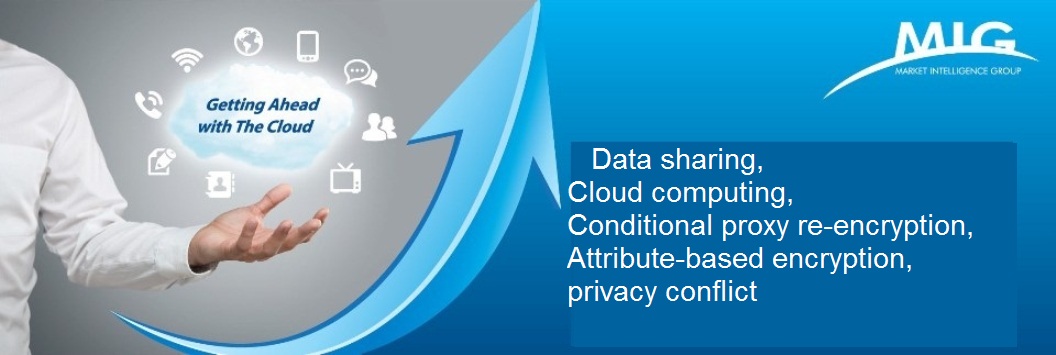 Getting Ahead
with The Cloud
MIG
MARKET INTELLIGENCE GROUP
Data sharing,
Cloud computing,
Conditional proxy re-encryption,
Attribute-based encryption,
privacy conflict